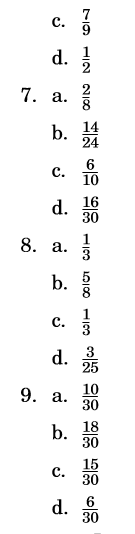 c. 7/9
d. 1/2
7. a. 2/8
b. 14/24
c. 6/10
d. 16/30
8. a. 1/3
b. 5/8
c. 1/3
d. 3/25
9. a. 10/30
b. 18/30
c. 15/30
d. 6/30